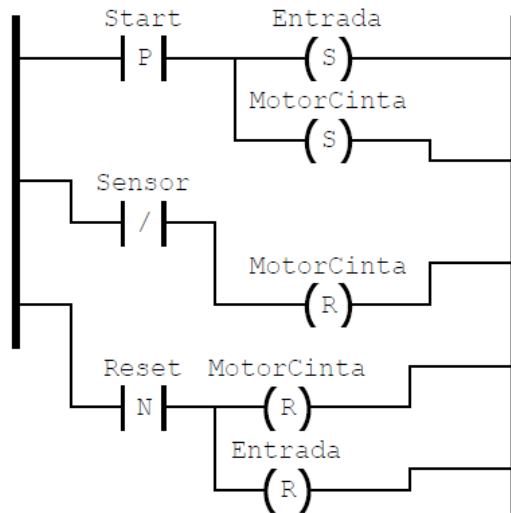 Start Entrada
P S
MotorCinta
S
Sensor
/
MotorCinta
R
Reset MotorCinta
N R
Entrada
R